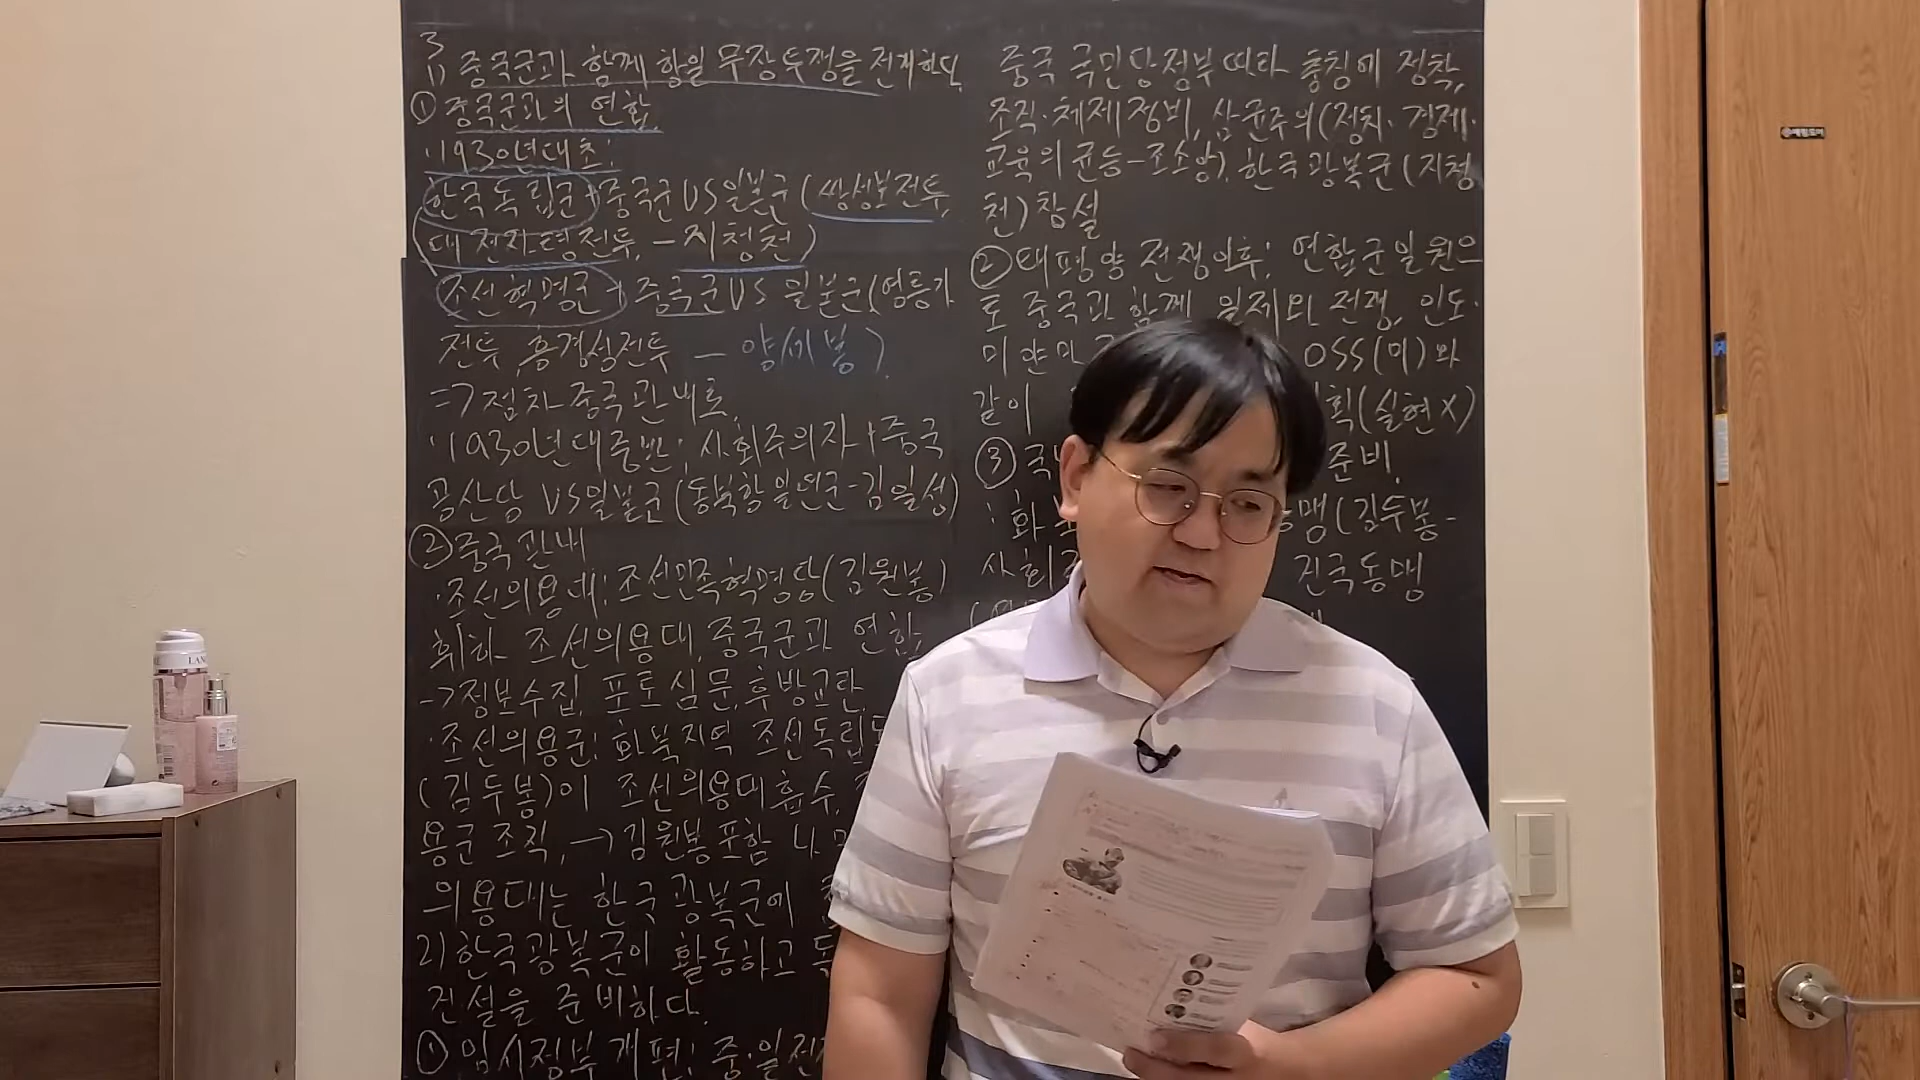 3
1) 중국군과 함께 항일 무장투쟁을 전개하다.
① 중국군과의 연합
·1930년대초:
한국독립군+중국군 VS 일본군(쌍성보전투,
대전자령전투, -지청천)
조선혁명군+중국군 VS 일본군(영릉가
전투, 흥경성전투 - 양세봉)
=> 점차 중국 관내로
·1930년대중반: 사회주의자+중국
공산당 VS 일본군(동북항일연군-김일성)
② 중국 관내
·조선의용대: 조선민족혁명당(김원봉)
휘하 조선의용대, 중국군과 연합
-> 정보수집, 포로심문, 후방교란
·조선의용군: 화북지역 조선독립
(김두봉)이 조선의용대 흡수,
용군 조직, -> 김원봉 포함
의용대는 한국 광복군에
2) 한국광복군이 활동하고
건설을 준비하다.
① 임시정부 개편: 중·일전
중국 국민당정부 따라 충칭에 정착,
조직·체제정비, 삼균주의(정치·경제·
교육의 균등-조소앙), 한국광복군(지청
천) 창설
② 태평양 전쟁이후: 연합군 일원으
로 중국과 함께 일제와 전쟁, 인도·
미얀마 OSS(미)와
같이 획(실현X)
③ 준비.
: 화 맹(김두봉-
사회 건국동맹
LAN